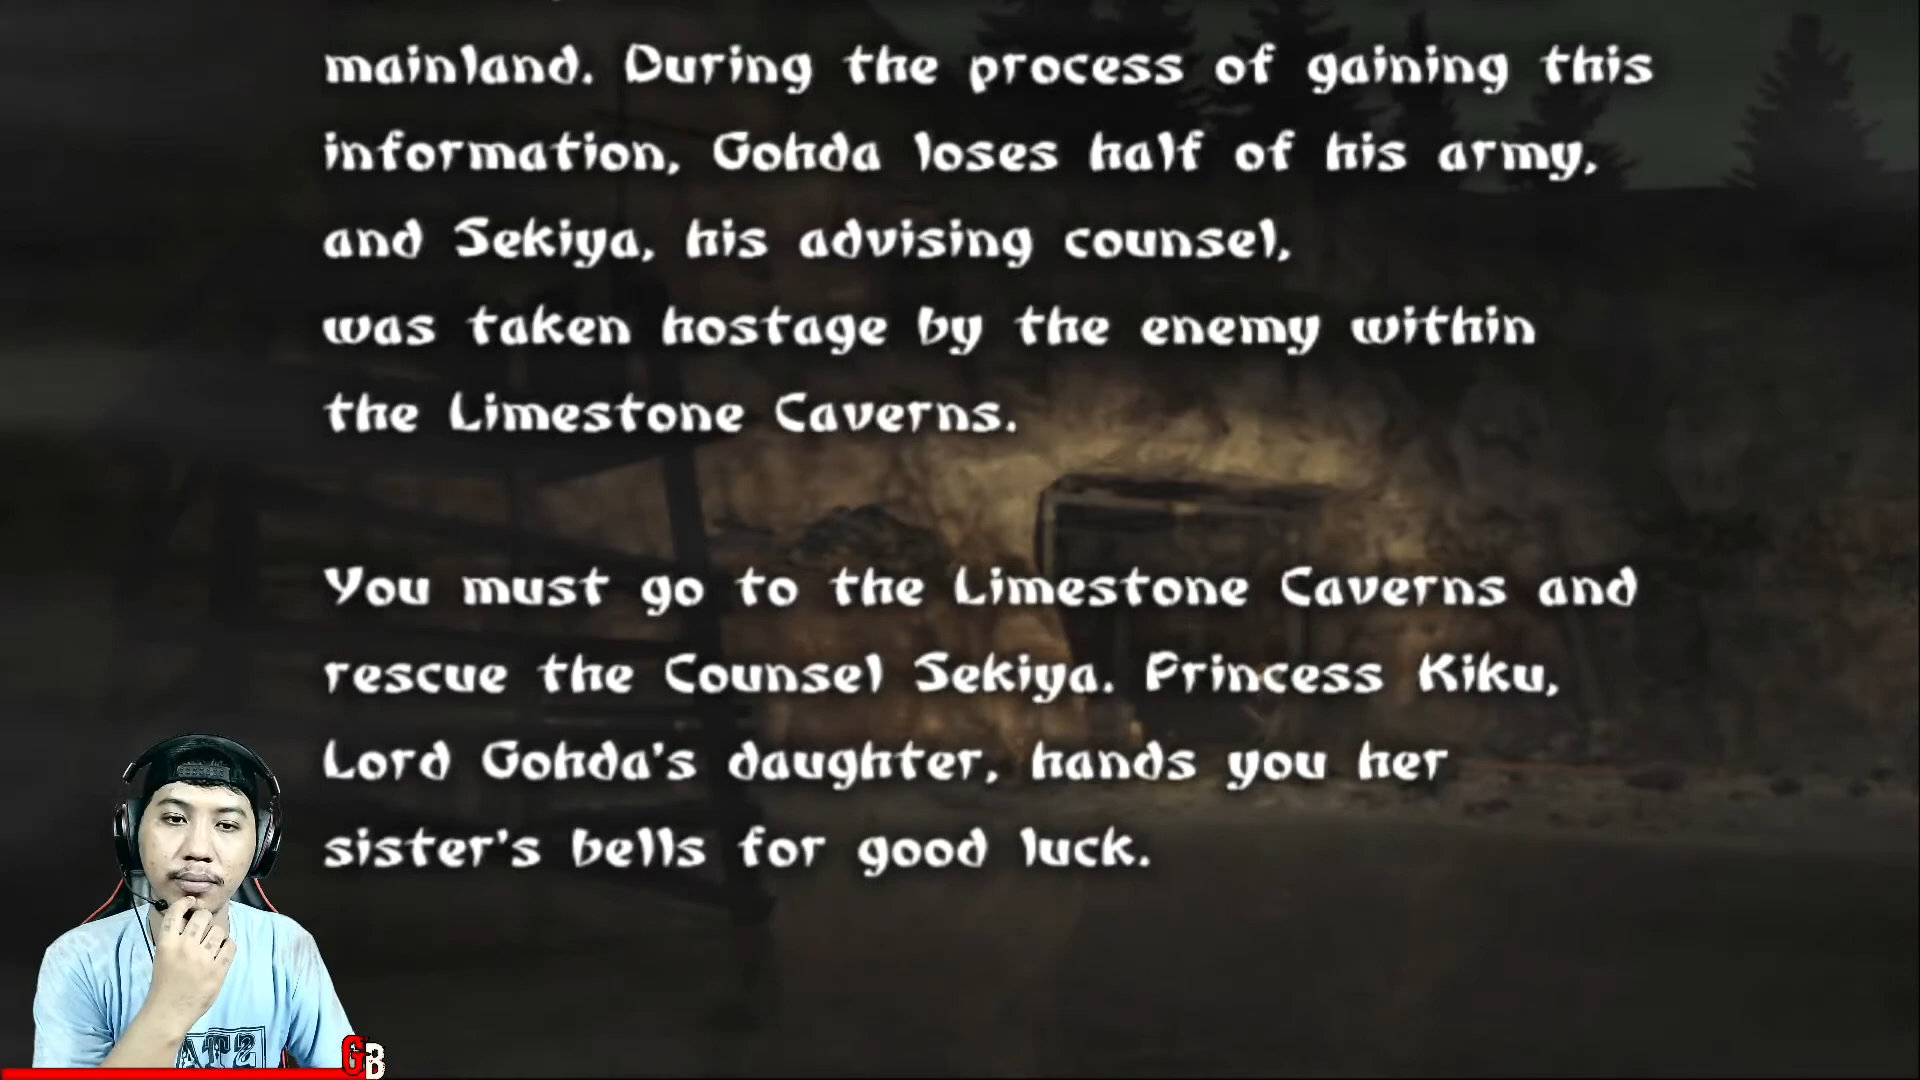 mainland. During the process of gaining this
information, Gohda loses half of his army,
and Sekiya, his advising counsel,
was taken hostage by the enemy within
the Limestone Caverns.
You must go to the Limestone Caverns and
rescue the Counsel Sekiya. Princess Kiku,
Lord Gohda's daughter, hands you her
sister's bells for good luck.
ATZ
GB